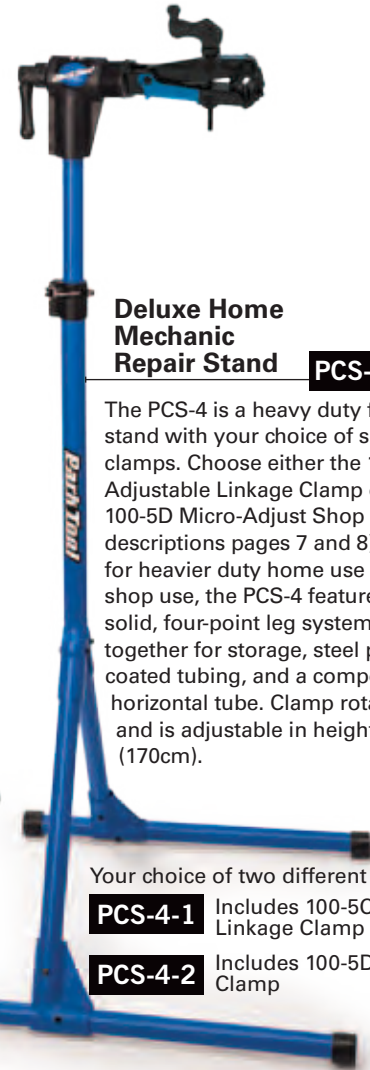 Deluxe Home
Mechanic
Repair Stand
PCS-
The PCS-4 is a heavy duty
stand with your choice of
clamps. Choose either the
Adjustable Linkage Clamp
100-5D Micro-Adjust Shop
descriptions pages 7 and 8
for heavier duty home use
shop use, the PCS-4 feature
solid, four-point leg system
together for storage, steel
coated tubing, and a comp
horizontal tube. Clamp rota
and is adjustable in height
(170cm).
Park Tool
Your choice of two different
PCS-4-1 Includes 100-5C
Linkage Clamp
PCS-4-2 Includes 100-5D
Clamp